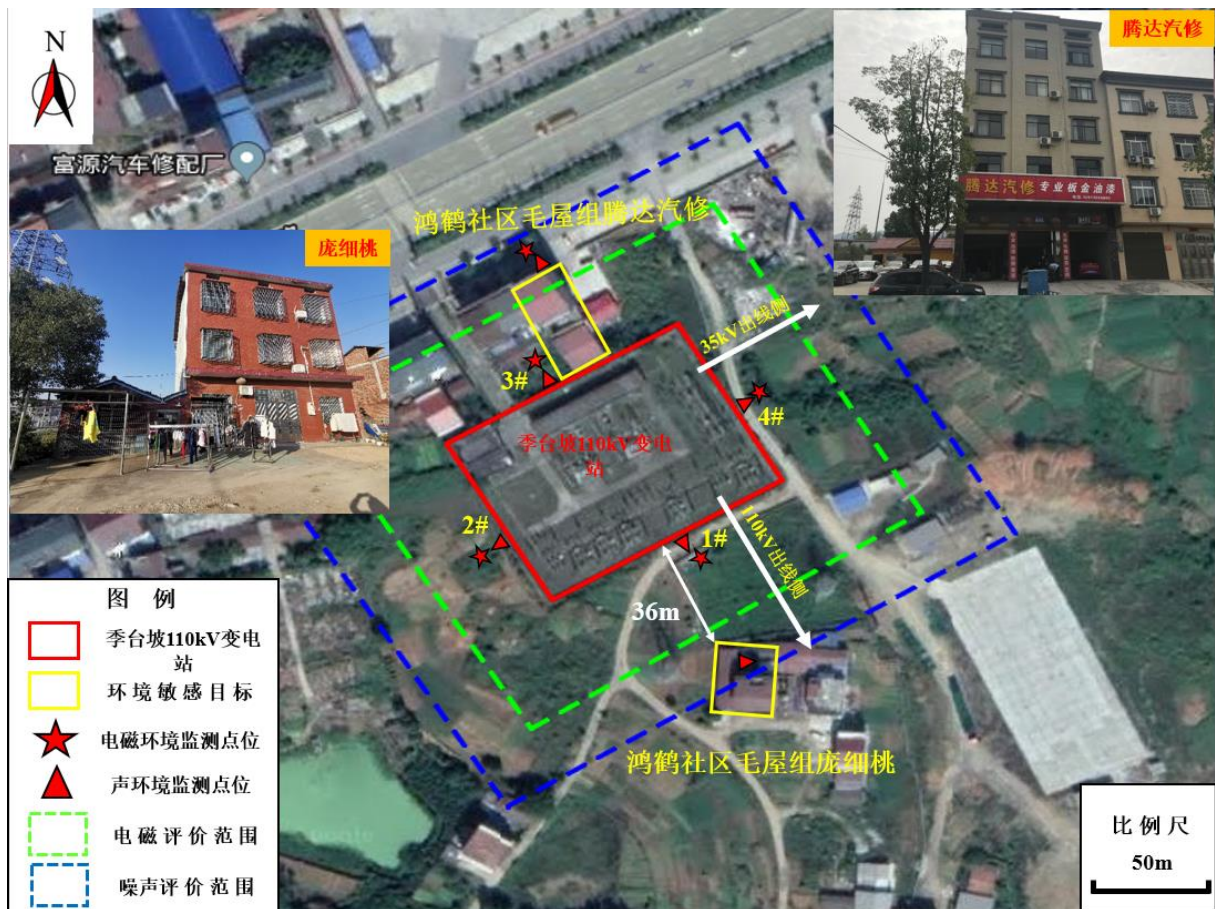 N
富源汽车修配厂
庞细桃
腾达汽修
腾达汽修 专业板金油漆
鸿鹤社区毛屋组腾达汽修
35kV出线侧
3#
4#
季台坡110kV变电
站
2#
1#
110kV出线侧
36m
鸿鹤社区毛屋组庞细桃
图 例
季台坡110kV变电
站
环境敏感目标
电磁环境监测点位
声环境监测点位
电磁评价范围
噪声评价范围
比例尺
50m